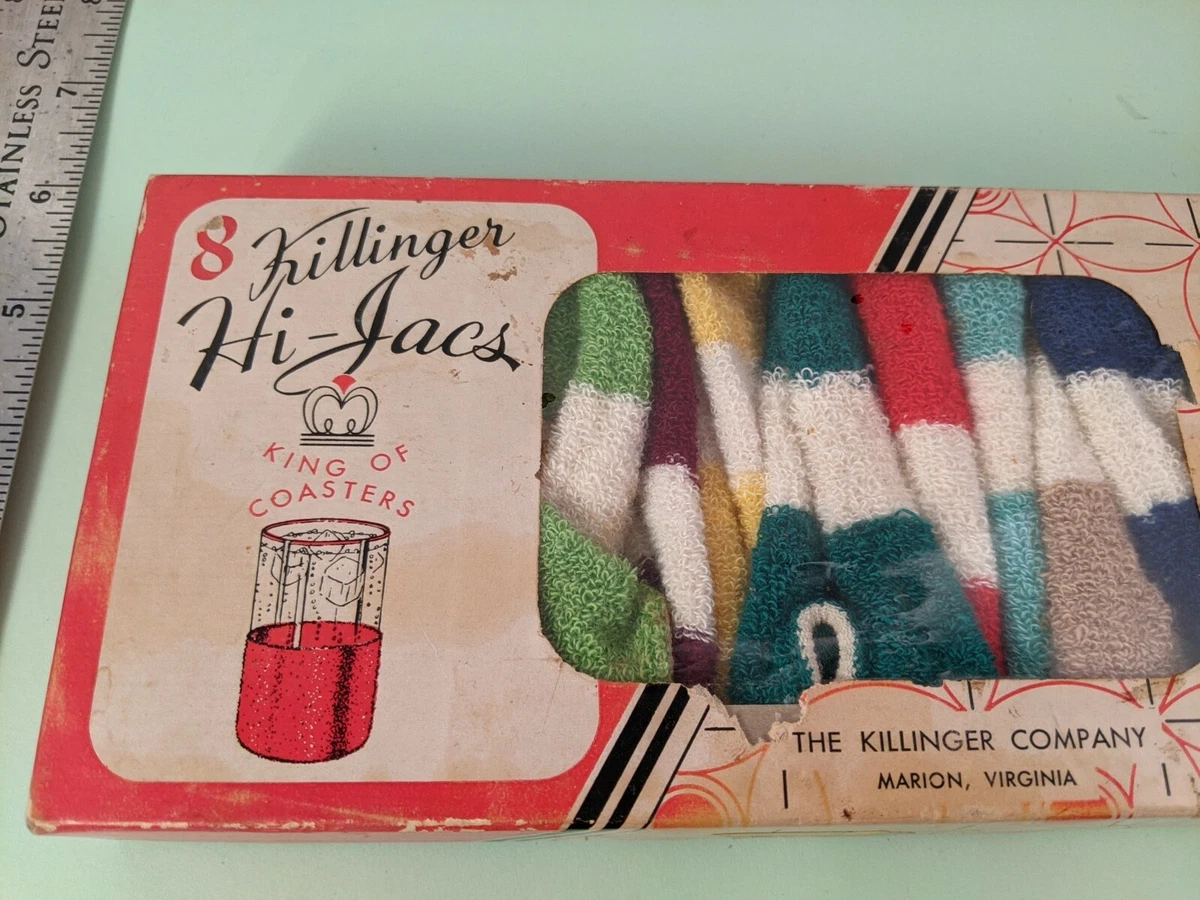 STAINLESS STEEL
8
7
6
5
8 Killinger
Hi-Jacs
KING OF
COASTERS
THE KILLINGER COMPANY
MARION, VIRGINIA